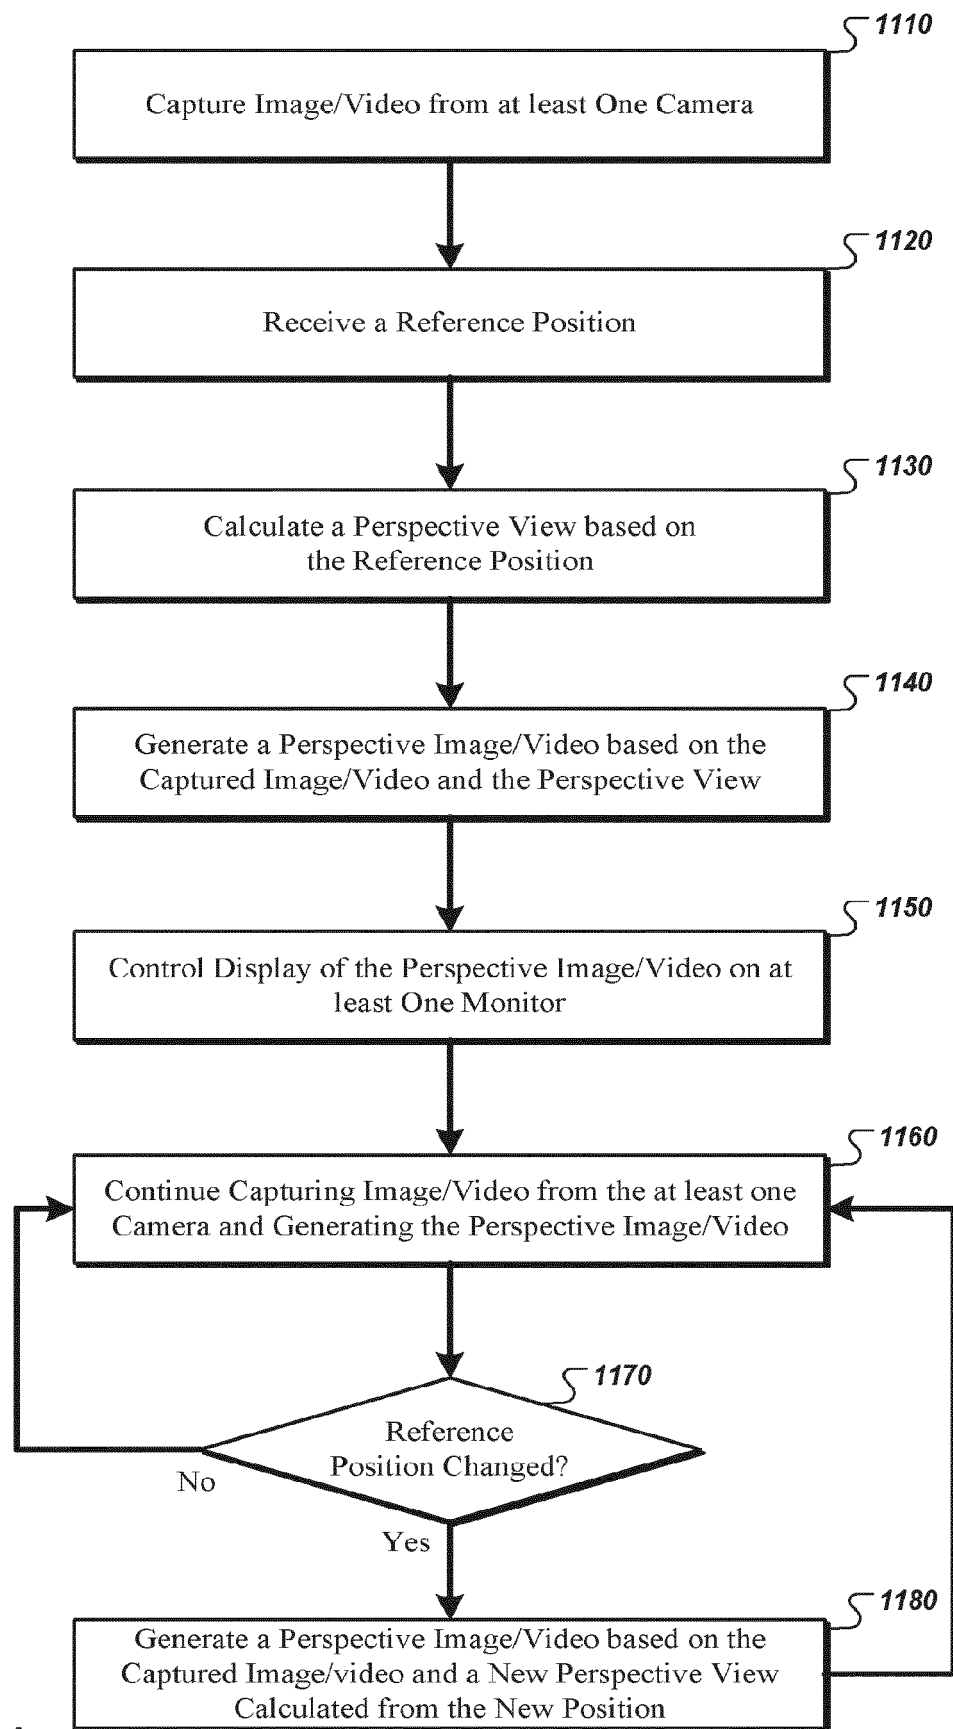 1110
Capture Image/Video from at least One Camera
1120
Receive a Reference Position
1130
Calculate a Perspective View based on
the Reference Position
1140
Generate a Perspective Image/Video based on the
Captured Image/Video and the Perspective View
1150
Control Display of the Perspective Image/Video on at
least One Monitor
1160
Continue Capturing Image/Video from the at least one
Camera and Generating the Perspective Image/Video
1170
Reference
Position Changed?
No
Yes
1180
Generate a Perspective Image/Video based on the
Captured Image/video and a New Perspective View
Calculated from the New Position